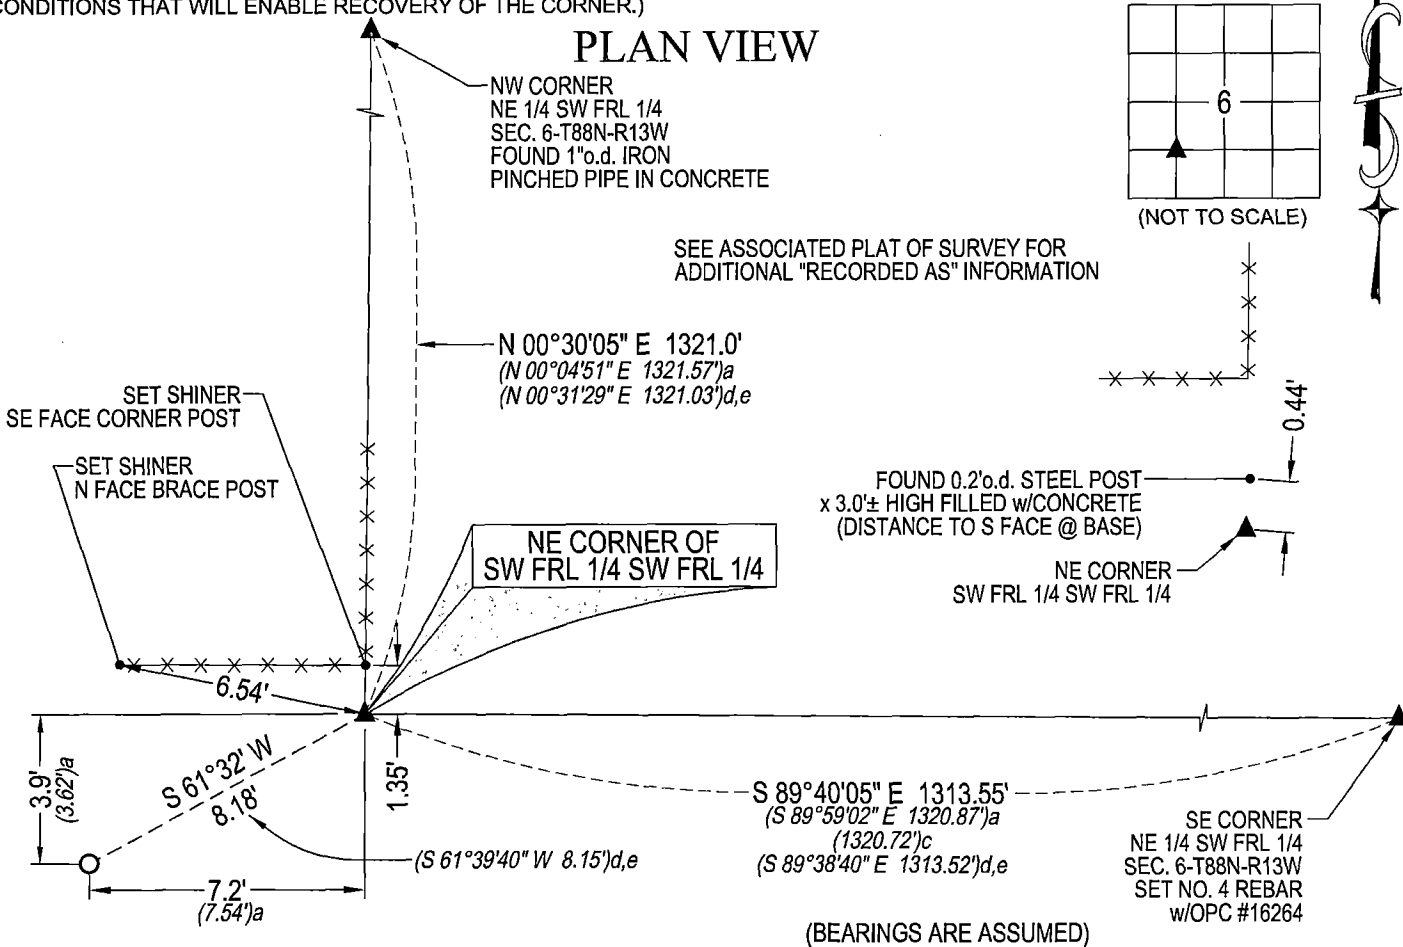 CONDITIONS THAT WILL ENABLE RECOVERY OF THE CORNER.)
PLAN VIEW
NW CORNER
NE 1/4 SW FRL 1/4
SEC. 6-T88N-R13W
FOUND 1"o.d. IRON
PINCHED PIPE IN CONCRETE
6
(NOT TO SCALE)
SEE ASSOCIATED PLAT OF SURVEY FOR
ADDITIONAL "RECORDED AS" INFORMATION
N 00°30'05" E 1321.0'
(N 00°04'51" E 1321.57')a
(N 00°31'29" E 1321.03')d,e
SET SHINER
SE FACE CORNER POST
SET SHINER
N FACE BRACE POST
0.44'
FOUND 0.2'o.d. STEEL POST
x 3.0'± HIGH FILLED w/CONCRETE
(DISTANCE TO S FACE @ BASE)
NE CORNER
SW FRL 1/4 SW FRL 1/4
NE CORNER OF
SW FRL 1/4 SW FRL 1/4
6.54'
3.9'
(3.62')a
S 61°32' W
8.18'
1.35'
(S 61°39'40" W 8.15')d,e
7.2'
(7.54')a
S 89°40'05" E 1313.55'
(S 89°59'02" E 1320.87')a
(1320.72')c
(S 89°38'40" E 1313.52')d,e
SE CORNER
NE 1/4 SW FRL 1/4
SEC. 6-T88N-R13W
SET NO. 4 REBAR
w/OPC #16264
(BEARINGS ARE ASSUMED)